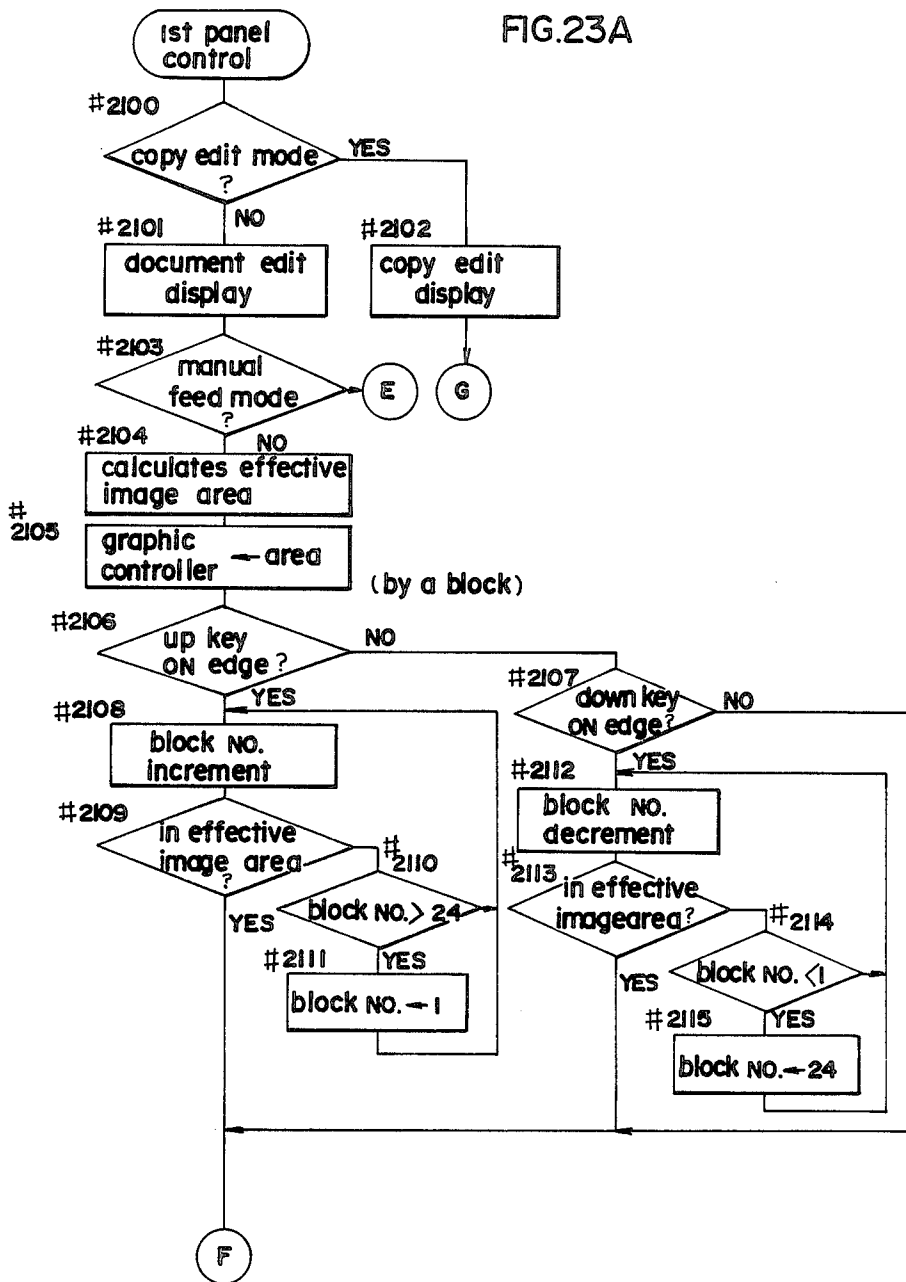 FIG.23A
1st panel
control
#2100
copy edit mode
?
YES
NO
#2101
document edit
display
#2102
copy edit
display
#2103
manual
feed mode
?
E
G
NO
#2104
calculates effective
image area
#
2105
graphic
controller ← area
(by a block)
#2106
up key
ON edge?
NO
YES
#2107
down key
ON edge?
NO
YES
#2108
block NO.
increment
#2109
in effective
image area
?
YES
#
2110
block NO. > 24
YES
#2111
block NO. ← 1
#2112
block NO.
decrement
#
2113
in effective
imagearea?
YES
#
2114
block NO. < 1
YES
#2115
block NO. ← 24
F